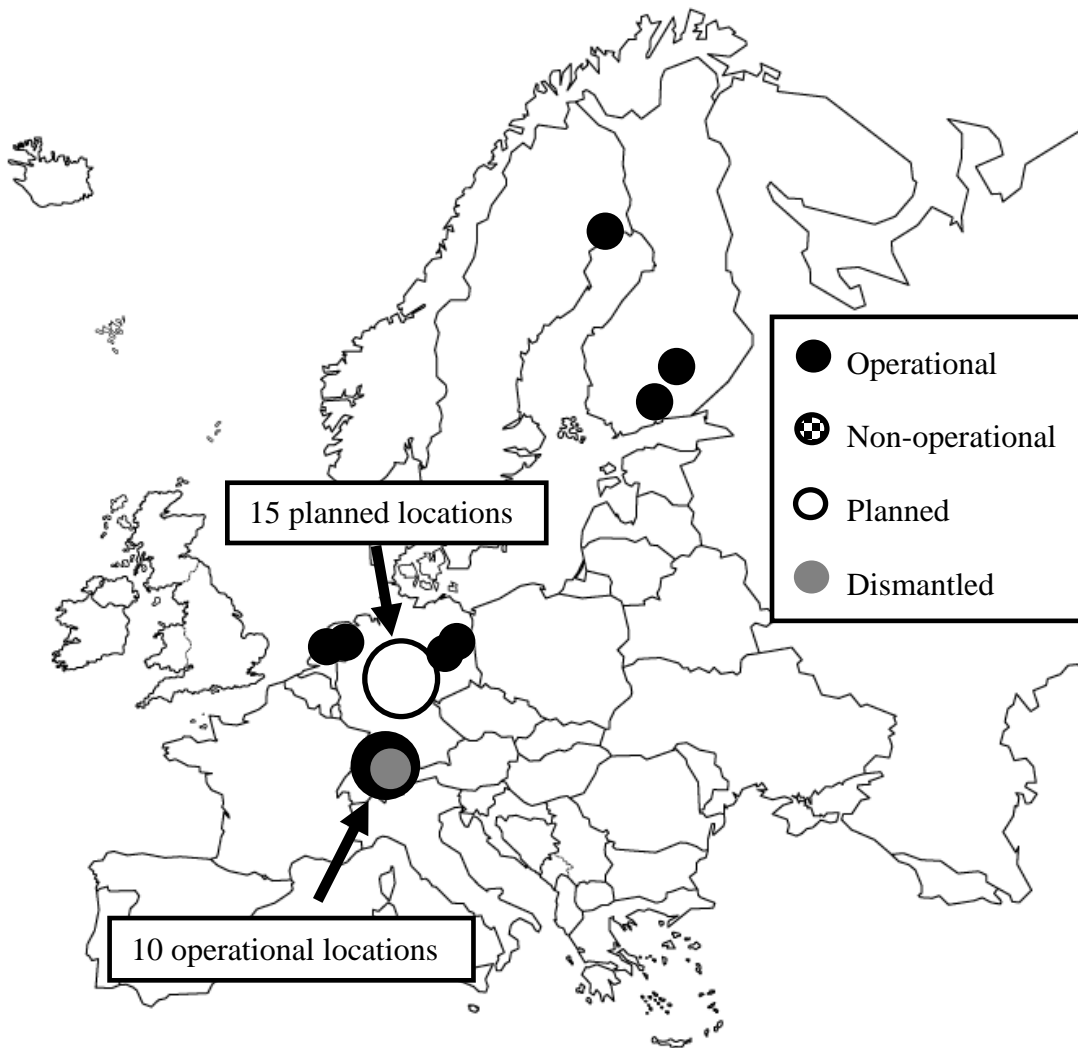 Operational
Non-operational
Planned
Dismantled
15 planned locations
10 operational locations